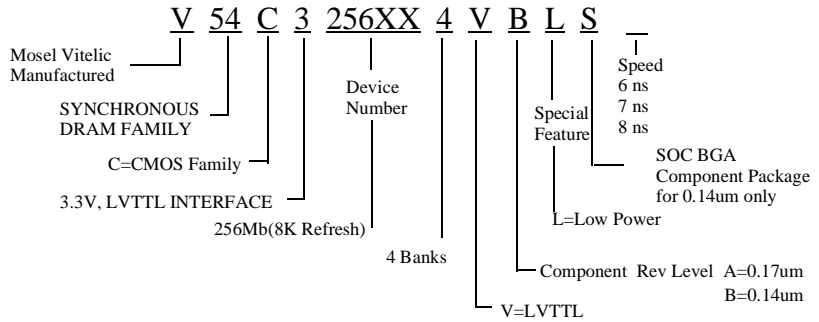 V 54 C 3 256XX 4 V B L S
Mosel Vitelic
Manufactured
SYNCHRONOUS
DRAM FAMILY
C=CMOS Family
3.3V, LVTTL INTERFACE
Device
Number
256Mb(8K Refresh)
4 Banks
V=LVTTL
Component Rev Level A=0.17um
B=0.14um
Special
Feature
L=Low Power
SOC BGA
Component Package
for 0.14um only
Speed
6 ns
7 ns
8 ns